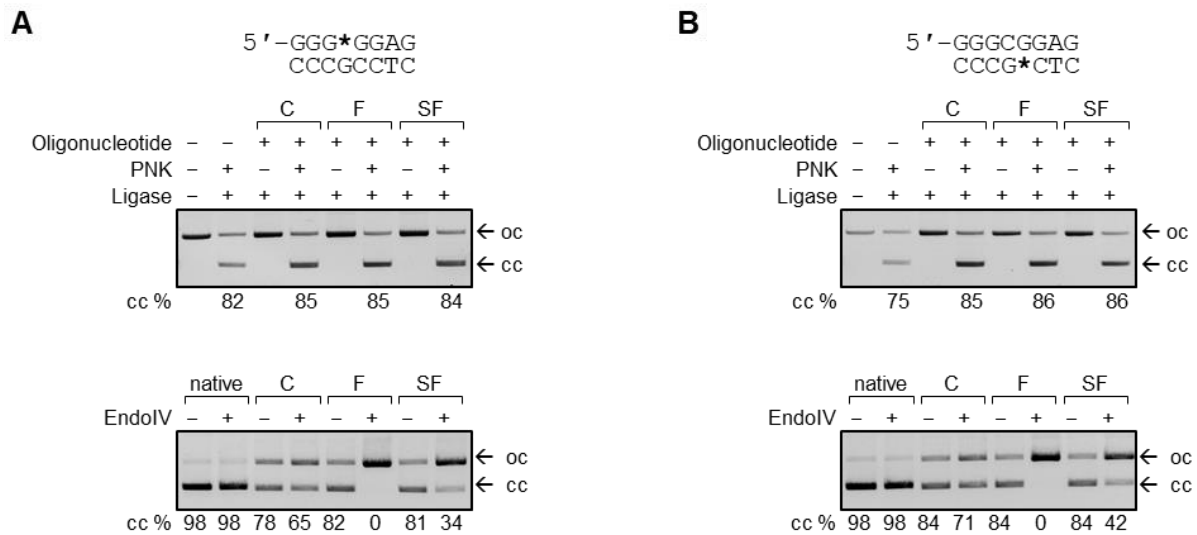 A
5′-GGG*GGAG
CCCGCCTC
C F SF
Oligonucleotide – – + + + + + +
PNK – + – + – + – +
Ligase – + + + + + + +
← oc
← cc
cc % 82 85 85 84
native C F SF
EndoIV – + – + – + – +
← oc
← cc
cc % 98 98 78 65 82 0 81 34
B
5′-GGGCGGAG
CCCG*CTC
C F SF
Oligonucleotide – – + + + + + +
PNK – + – + – + – +
Ligase – + + + + + + +
← oc
← cc
cc % 75 85 86 86
native C F SF
EndoIV – + – + – + – +
← oc
← cc
cc % 98 98 84 71 84 0 84 42